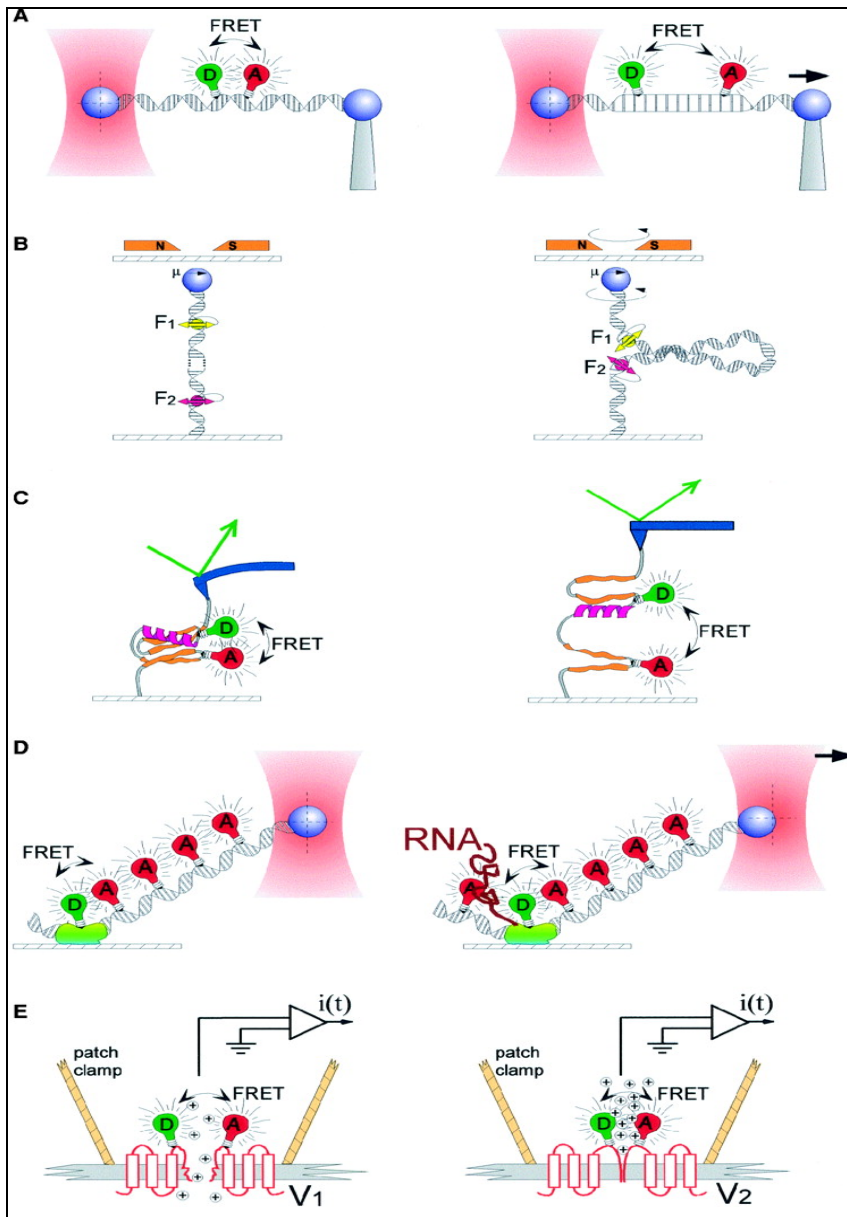 A
FRET
D
A
FRET
D
A
B
N
S
μ
F1
F2
N
S
μ
F1
F2
C
D
FRET
A
D
FRET
A
D
FRET
D
A
A
A
A
RNA
FRET
A
D
A
A
A
A
E
i(t)
patch
clamp
FRET
D
A
V1
i(t)
patch
clamp
FRET
D
A
V2